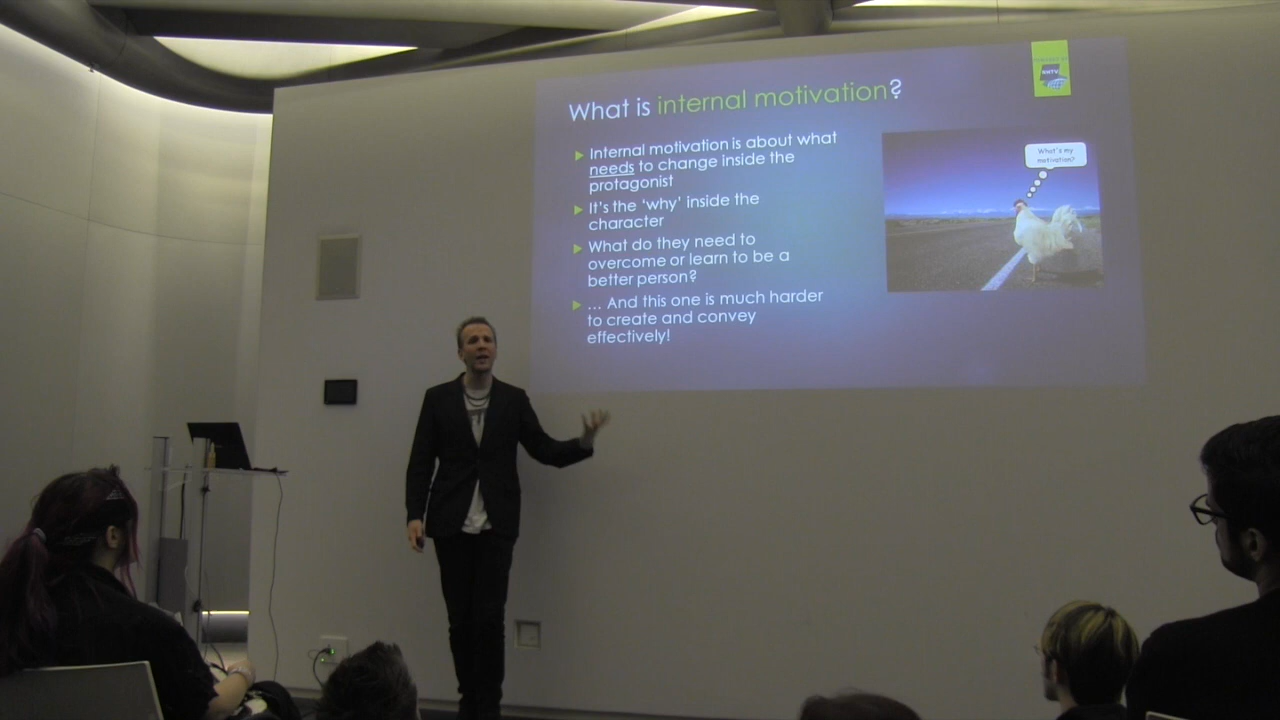 What is internal motivation?
Internal motivation is about what
needs to change inside the
protagonist
It's the 'why' inside the
character
What do they need to
overcome or learn to be a
better person?
... And this one is much harder
to create and convey
effectively!
What's my
motivation?